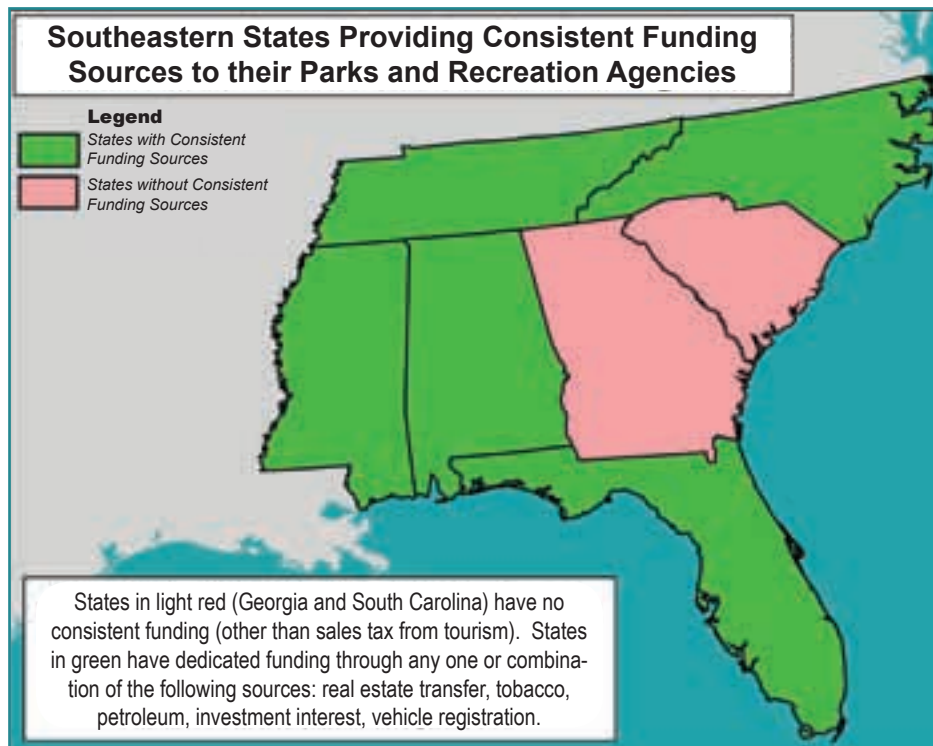 Southeastern States Providing Consistent Funding
Sources to their Parks and Recreation Agencies
Legend
States with Consistent
Funding Sources
States without Consistent
Funding Sources
States in light red (Georgia and South Carolina) have no
consistent funding (other than sales tax from tourism). States
in green have dedicated funding through any one or combina-
tion of the following sources: real estate transfer, tobacco,
petroleum, investment interest, vehicle registration.